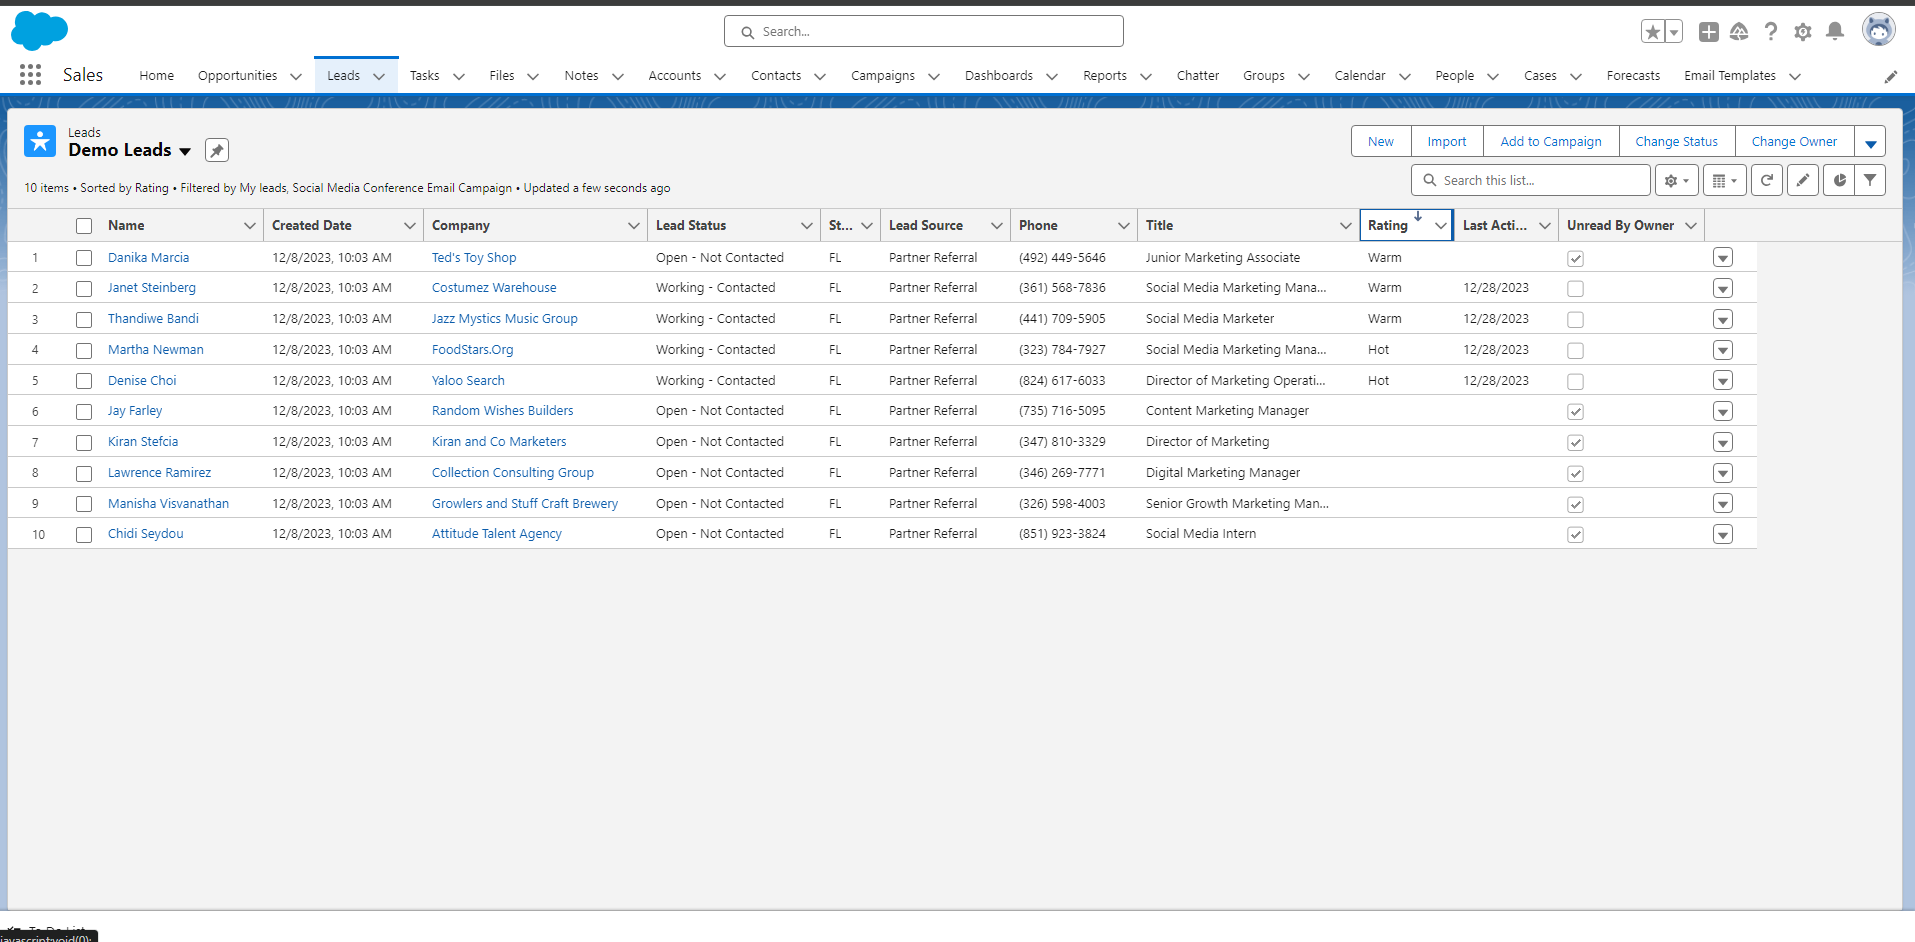 Search...
Sales Home Opportunities Leads Tasks Files Notes Accounts Contacts Campaigns Dashboards Reports Chatter Groups Calendar People Cases Forecasts Email Templates
Leads
Demo Leads
New Import Add to Campaign Change Status Change Owner
10 items • Sorted by Rating • Filtered by My leads, Social Media Conference Email Campaign • Updated a few seconds ago
Search this list...
Name Created Date Company Lead Status St... Lead Source Phone Title Rating Last Acti... Unread By Owner
1 Danika Marcia 12/8/2023, 10:03 AM Ted's Toy Shop Open - Not Contacted FL Partner Referral (492) 449-5646 Junior Marketing Associate Warm
2 Janet Steinberg 12/8/2023, 10:03 AM Costumez Warehouse Working - Contacted FL Partner Referral (361) 568-7836 Social Media Marketing Mana... Warm 12/28/2023
3 Thandiwe Bandi 12/8/2023, 10:03 AM Jazz Mystics Music Group Working - Contacted FL Partner Referral (441) 709-5905 Social Media Marketer Warm 12/28/2023
4 Martha Newman 12/8/2023, 10:03 AM FoodStars.Org Working - Contacted FL Partner Referral (323) 784-7927 Social Media Marketing Mana... Hot 12/28/2023
5 Denise Choi 12/8/2023, 10:03 AM Yaloo Search Working - Contacted FL Partner Referral (824) 617-6033 Director of Marketing Operati... Hot 12/28/2023
6 Jay Farley 12/8/2023, 10:03 AM Random Wishes Builders Open - Not Contacted FL Partner Referral (735) 716-5095 Content Marketing Manager
7 Kiran Stefcia 12/8/2023, 10:03 AM Kiran and Co Marketers Open - Not Contacted FL Partner Referral (347) 810-3329 Director of Marketing
8 Lawrence Ramirez 12/8/2023, 10:03 AM Collection Consulting Group Open - Not Contacted FL Partner Referral (346) 269-7771 Digital Marketing Manager
9 Manisha Visvanathan 12/8/2023, 10:03 AM Growlers and Stuff Craft Brewery Open - Not Contacted FL Partner Referral (326) 598-4003 Senior Growth Marketing Man...
10 Chidi Seydou 12/8/2023, 10:03 AM Attitude Talent Agency Open - Not Contacted FL Partner Referral (851) 923-3824 Social Media Intern
To Do List
javascript:void(0);